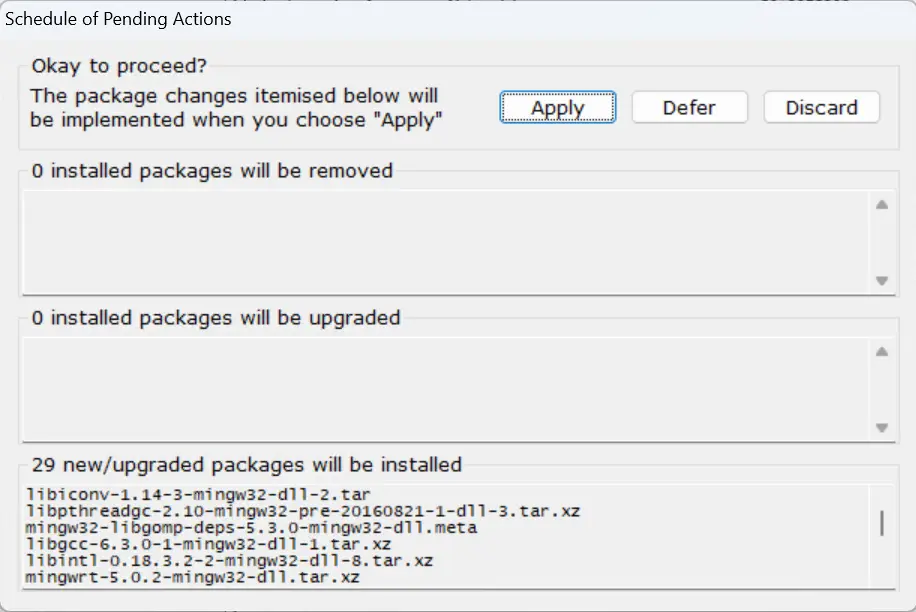 Schedule of Pending Actions
Okay to proceed?
The package changes itemised below will
be implemented when you choose "Apply"
Apply
Defer
Discard
0 installed packages will be removed
0 installed packages will be upgraded
29 new/upgraded packages will be installed
libiconv-1.14-3-mingw32-dll-2.tar
libpthreadgc-2.10-mingw32-pre-20160821-1-dll-3.tar.xz
mingw32-libgomp-deps-5.3.0-mingw32-dll.meta
libgcc-6.3.0-1-mingw32-dll-1.tar.xz
libintl-0.18.3.2-2-mingw32-dll-8.tar.xz
mingwrt-5.0.2-mingw32-dll.tar.xz